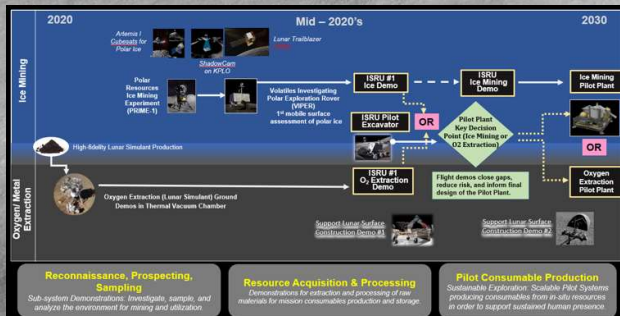 2020
Mid – 2020's
2030
Ice Mining
Artemis I
Cubesats for
Polar Ice
ShadowCam
on KPLO
Lunar Trailblazer
Polar
Resources
Ice Mining
Experiment
(PRIME-1)
Volatiles Investigating
Polar Exploration Rover
(VIPER)
1st mobile surface
assessment of polar ice
ISRU #1
Ice Demo
ISRU
Ice Mining
Demo
Ice Mining
Pilot Plant
ISRU Pilot
Excavator
OR
Pilot Plant
Key Decision
Point (Ice Mining or
O2 Extraction)
OR
High-fidelity Lunar Simulant Production
Oxygen/Metal
Extraction
Oxygen Extraction (Lunar Simulant) Ground
Demos in Thermal Vacuum Chamber
ISRU #1
O2 Extraction
Demo
Flight demos close gaps,
reduce risk, and inform final
design of the Pilot Plant.
Oxygen
Extraction
Pilot Plant
Support Lunar Surface
Construction Demo #1
Support Lunar Surface
Construction Demo #2
Reconnaissance, Prospecting,
Sampling
Sub-system Demonstrations: Investigate, sample, and
analyze the environment for mining and utilization
Resource Acquisition & Processing
Demonstrations for extraction and processing of raw
materials for mission consumables production and storage.
Pilot Consumable Production
Sustainable Exploration: Scalable Pilot Systems
producing consumables from in-situ resources
in order to support sustained human presence